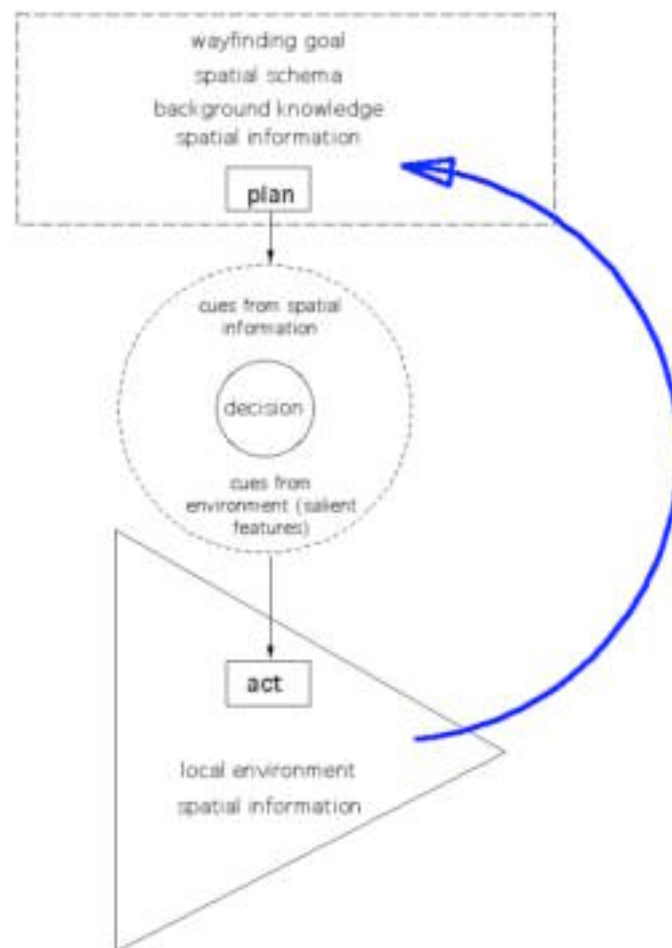 wayfinding goal
spatial schema
background knowledge
spatial information
plan
cues from spatial
information
decision
cues from
environment (salient
features)
act
local environment
spatial information